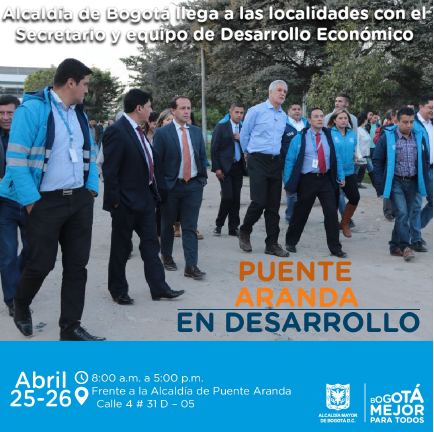 Alcaldía de Bogotá llega a las localidades con el
Secretario y equipo de Desarrollo Económico
PUENTE
ARANDA
EN DESARROLLO
Abril
25-26
8:00 a.m. a 5:00 p.m.
Frente a la Alcaldía de Puente Aranda
Calle 4 # 31 D – 05
ALCALDÍA MAYOR
DE BOGOTÁ D.C.
BOGOTÁ
MEJOR
PARA TODOS